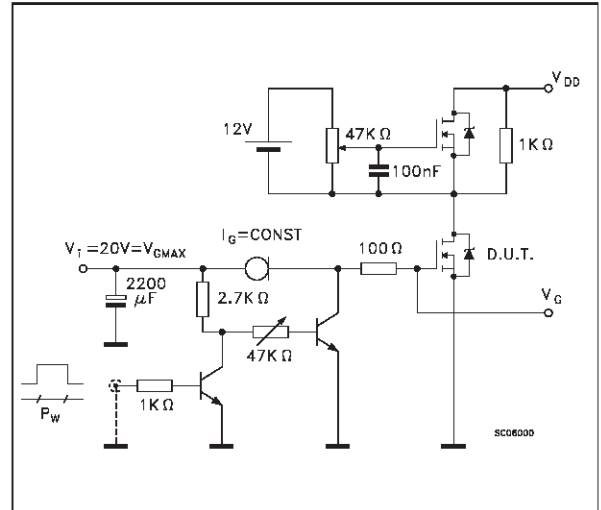 V_DD
12V
47K Ω
1K Ω
100nF
V_i =20V=V_GMAX
I_G=CONST
100 Ω
D.U.T.
2200
μF
2.7K Ω
V_G
47K Ω
1K Ω
P_W
SC06000